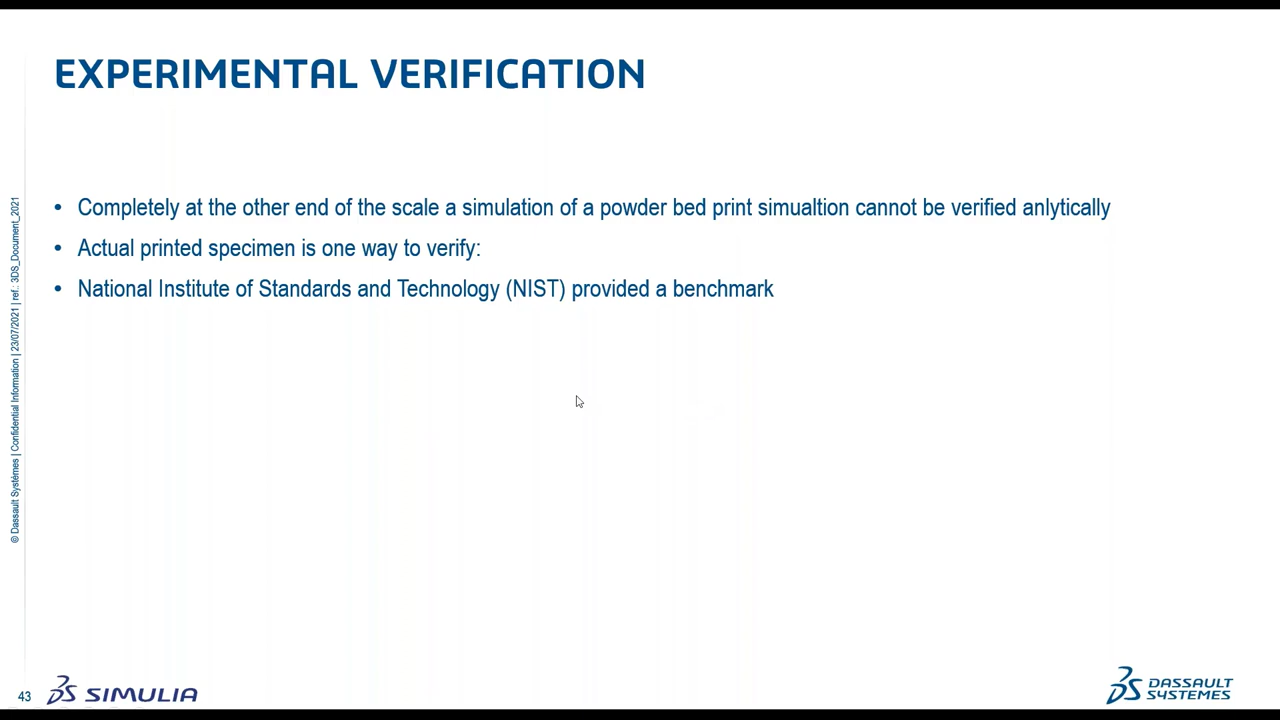 EXPERIMENTAL VERIFICATION
• Completely at the other end of the scale a simulation of a powder bed print simualtion cannot be verified anlytically
• Actual printed specimen is one way to verify:
• National Institute of Standards and Technology (NIST) provided a benchmark
© Dassault Systèmes | Confidential Information | 23/07/2021 | ref.: 3DS_Document_2021
43
SIMULIA
DASSAULT
SYSTEMES